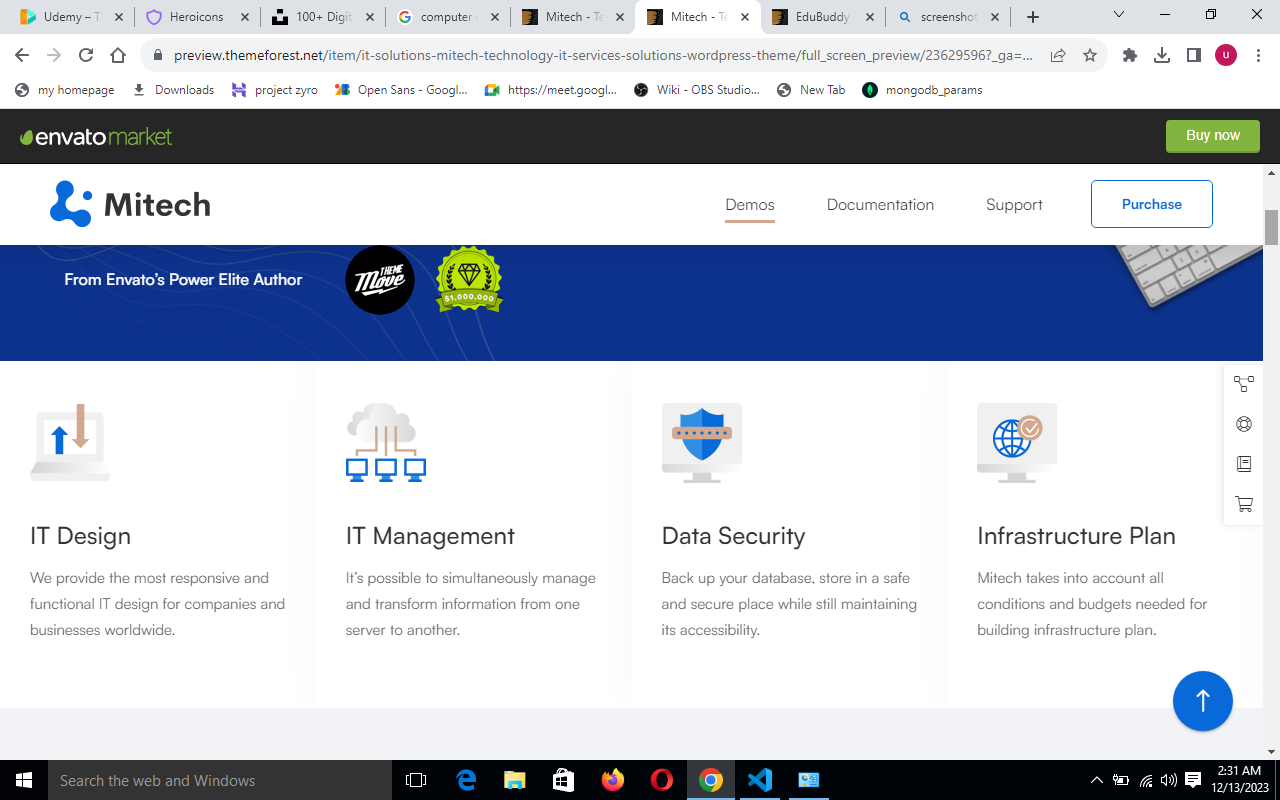 Udemy – T
Heroicons
100+ Digit
computer
Mitech - Te
Mitech - Te
EduBuddy
screenshot
preview.themeforest.net/item/it-solutions-mitech-technology-it-services-solutions-wordpress-theme/full_screen_preview/23629596?_ga=...
u
my homepage
Downloads
project zyro
Open Sans - Googl...
https://meet.googl...
Wiki - OBS Studio...
New Tab
mongodb_params
envato market
Buy now
Mitech
Demos
Documentation
Support
Purchase
From Envato’s Power Elite Author
THEME
MOVE
$1,000,000
IT Design
We provide the most responsive and
functional IT design for companies and
businesses worldwide.
IT Management
It’s possible to simultaneously manage
and transform information from one
server to another.
Data Security
Back up your database, store in a safe
and secure place while still maintaining
its accessibility.
Infrastructure Plan
Mitech takes into account all
conditions and budgets needed for
building infrastructure plan.
Search the web and Windows
2:31 AM
12/13/2023